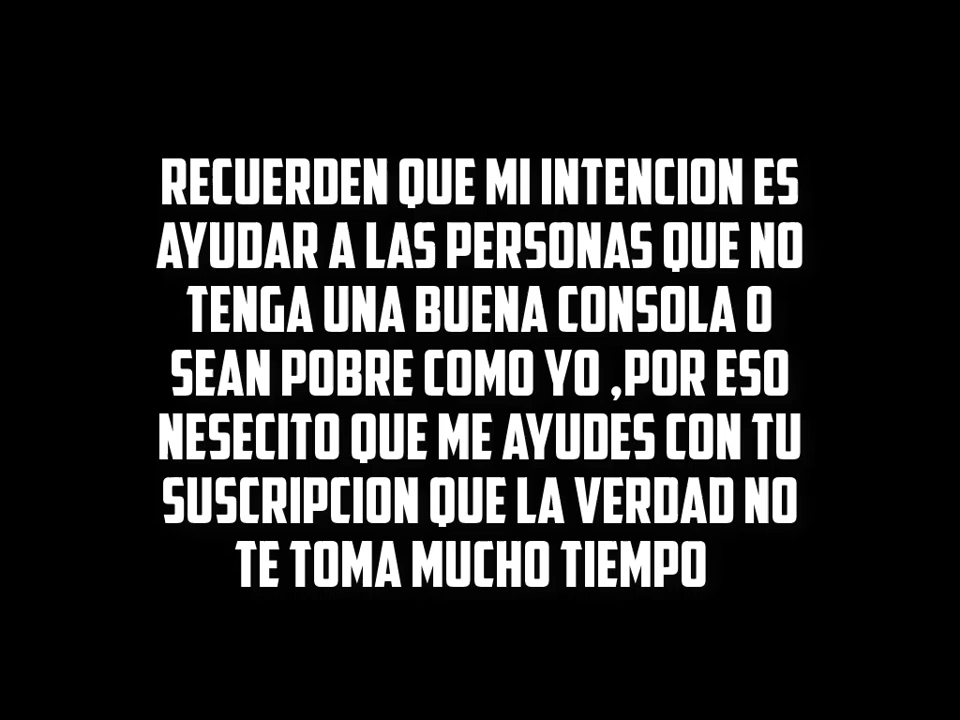 RECUERDEN QUE MI INTENCION ES
AYUDAR A LAS PERSONAS QUE NO
TENGA UNA BUENA CONSOLA O
SEAN POBRE COMO YO ,POR ESO
NESECITO QUE ME AYUDES CON TU
SUSCRIPCION QUE LA VERDAD NO
TE TOMA MUCHO TIEMPO